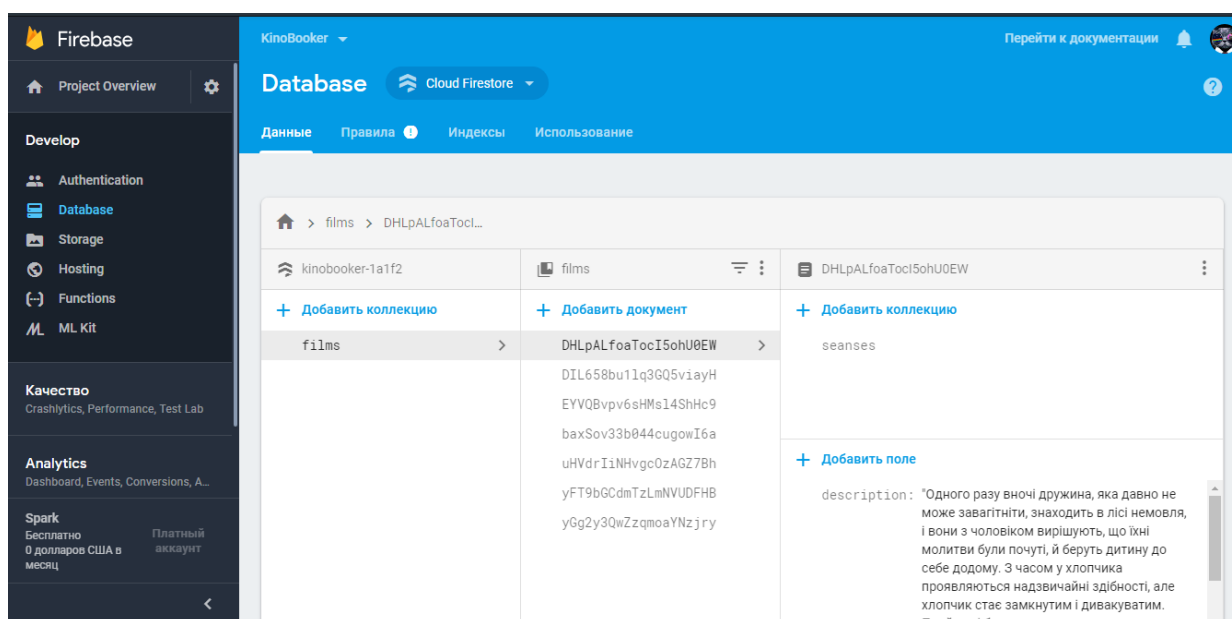 Firebase
Project Overview
Develop
Authentication
Database
Storage
Hosting
Functions
ML Kit
Качество
Crashlytics, Performance, Test Lab
Analytics
Dashboard, Events, Conversions, A...
Spark
Бесплатно
0 долларов США в
месяц
Платный
аккаунт
KinoBooker
Перейти к документации
Database
Cloud Firestore
Данные Правила Индексы Использование
films > DHLpALfoaTocI...
kinobooker-1a1f2
Добавить коллекцию
films
films
Добавить документ
DHLpALfoaTocI5ohU0EW
DIL658bu1lq3GQ5viayH
EYVQBvpv6sHMsl4ShHc9
baxSov33b044cugowI6a
uHVdrIiNHvgcOzAGZ7Bh
yFT9bGCdmTzLmNVUDFHB
yGg2y3QwZzqmoaYNzjry
DHLpALfoaTocI5ohU0EW
Добавить коллекцию
seanses
Добавить поле
description: "Одного разу вночі дружина, яка давно не
може завагітніти, знаходить в лісі немовля,
і вони з чоловіком вирішують, що їхні
молитви були почуті, й беруть дитину до
себе додому. З часом у хлопчика
проявляються надзвичайні здібності, але
хлопчик стає замкнутим і дивакуватим.